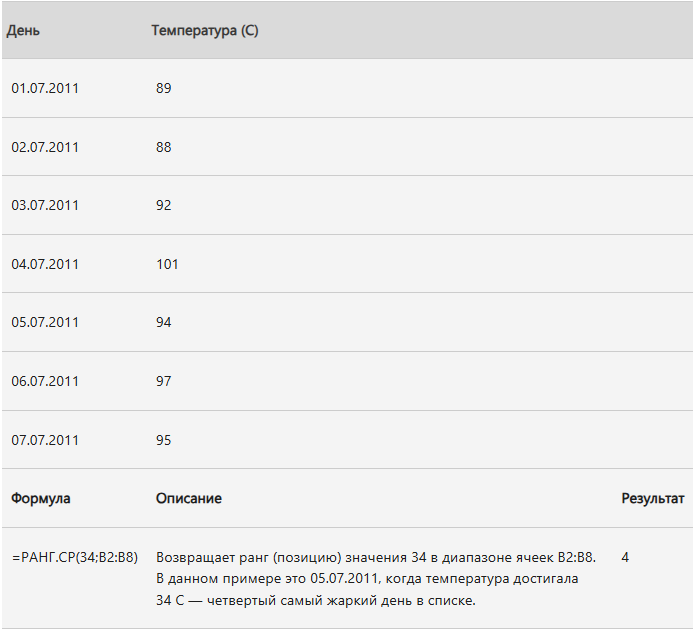 День Температура (С)
01.07.2011 89
02.07.2011 88
03.07.2011 92
04.07.2011 101
05.07.2011 94
06.07.2011 97
07.07.2011 95
Формула Описание Результат
=РАНГ.СР(34;B2:B8) Возвращает ранг (позицию) значения 34 в диапазоне ячеек B2:B8. 4
В данном примере это 05.07.2011, когда температура достигала
34 С — четвертый самый жаркий день в списке.